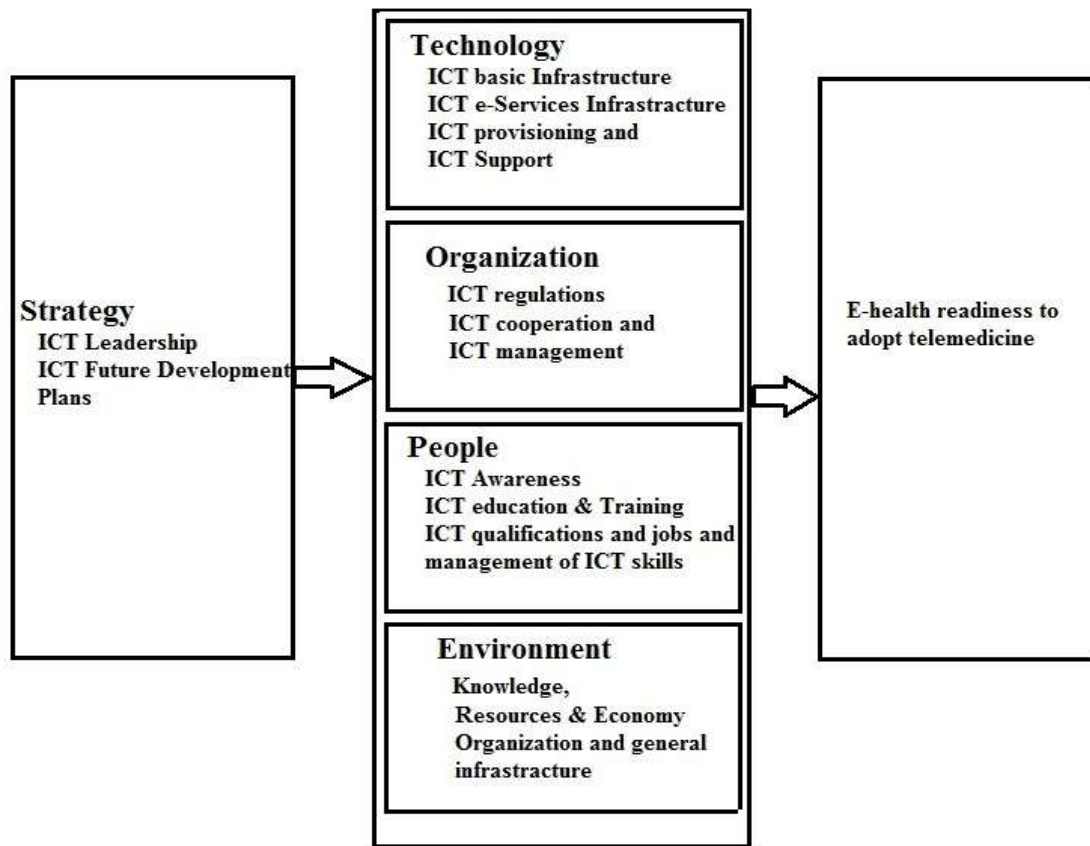 Strategy
ICT Leadership
ICT Future Development
Plans
Technology
ICT basic Infrastructure
ICT e-Services Infrastracture
ICT provisioning and
ICT Support
Organization
ICT regulations
ICT cooperation and
ICT management
People
ICT Awareness
ICT education & Training
ICT qualifications and jobs and
management of ICT skills
Environment
Knowledge,
Resources & Economy
Organization and general
infrastracture
E-health readiness to
adopt telemedicine